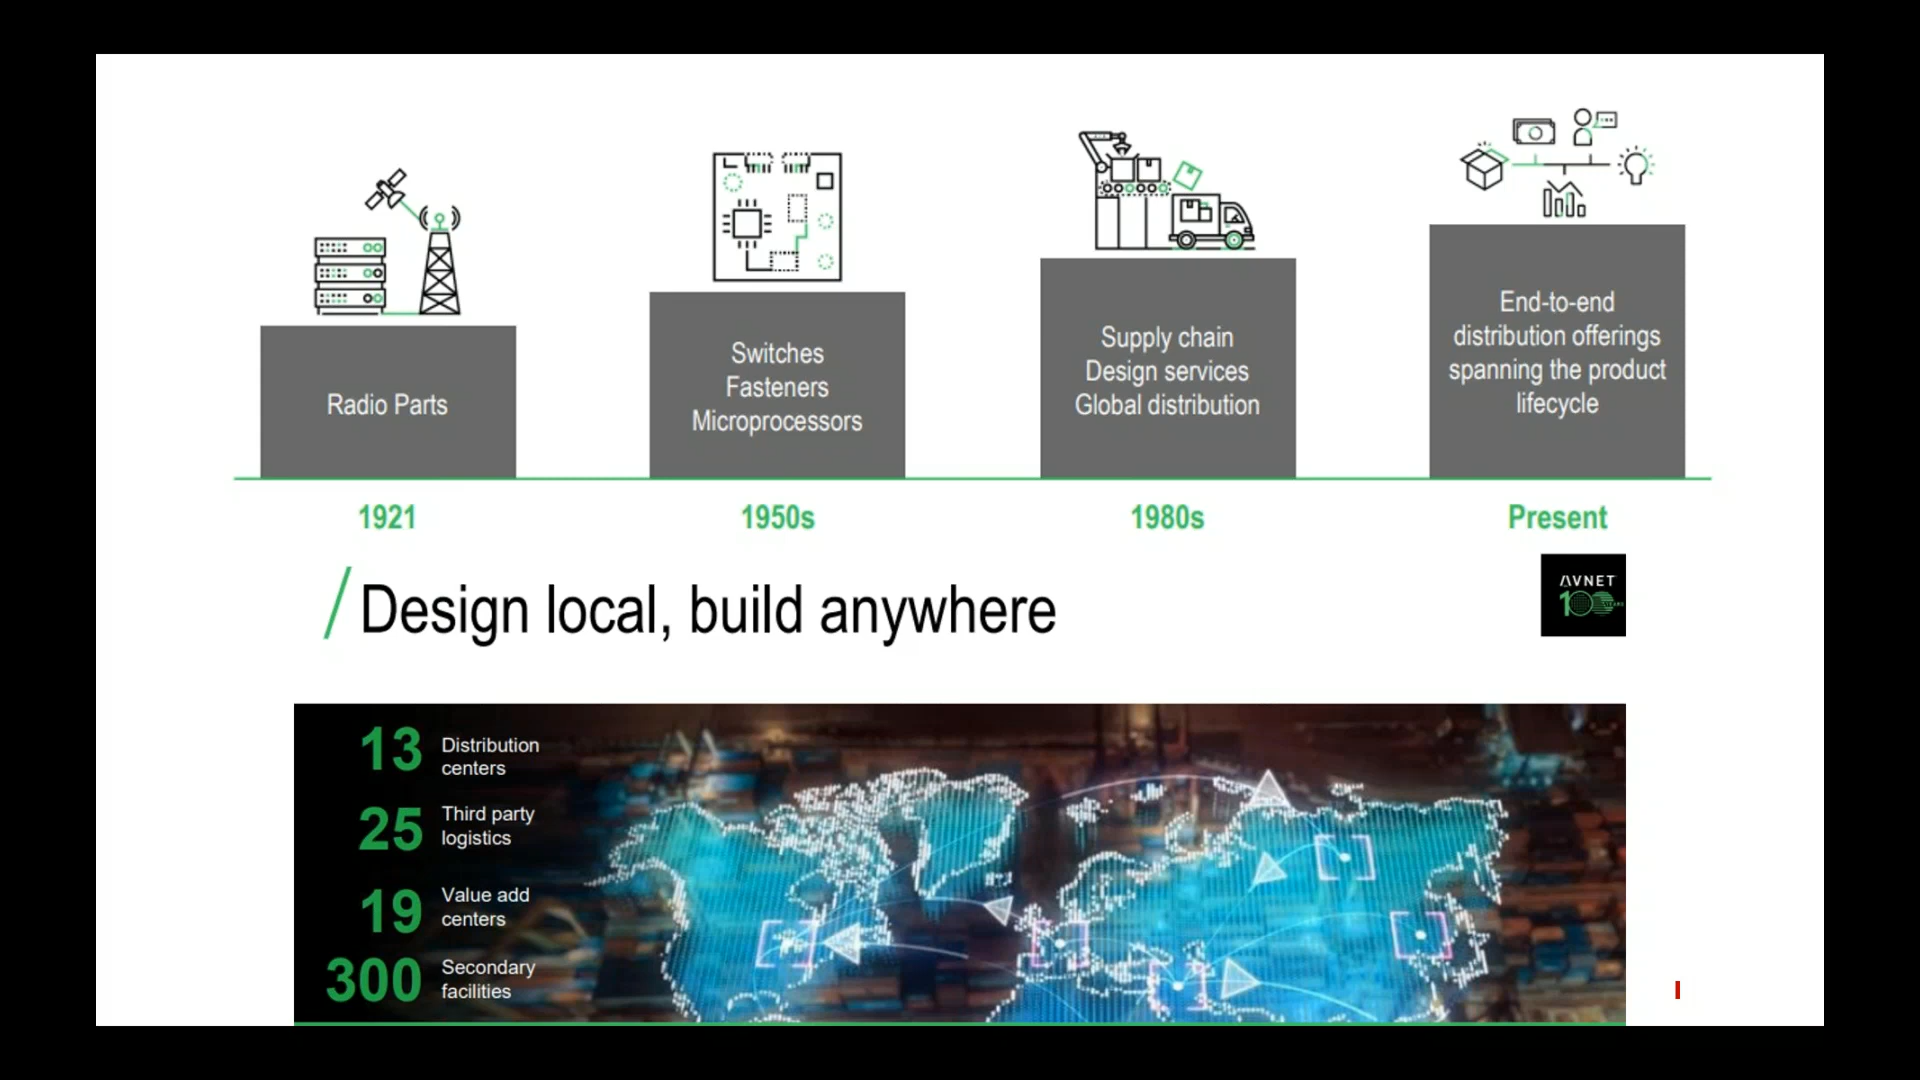 Radio Parts
Switches
Fasteners
Microprocessors
Supply chain
Design services
Global distribution
End-to-end
distribution offerings
spanning the product
lifecycle
1921
1950s
1980s
Present
Design local, build anywhere
AVNET
100 YEARS
13 Distribution
centers
25 Third party
logistics
19 Value add
centers
300 Secondary
facilities